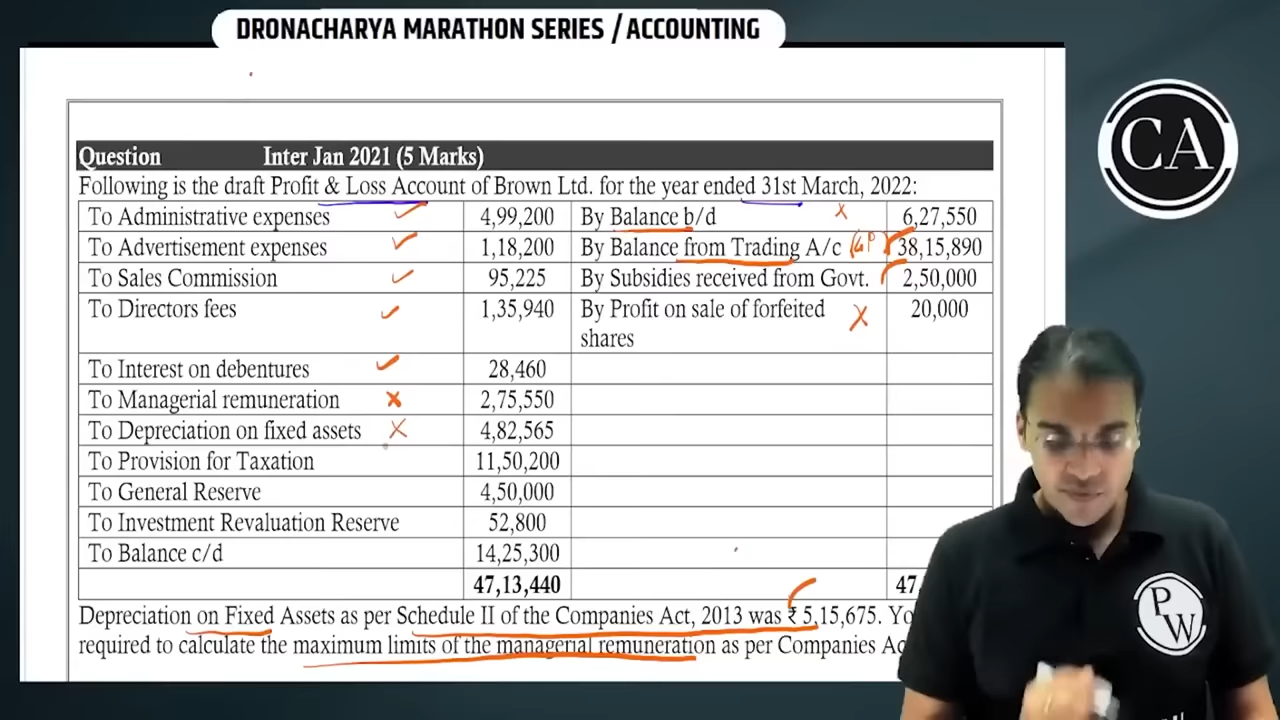 DRONACHARYA MARATHON SERIES / ACCOUNTING
CA
Question Inter Jan 2021 (5 Marks)
Following is the draft Profit & Loss Account of Brown Ltd. for the year ended 31st March, 2022:
To Administrative expenses 4,99,200 By Balance b/d 6,27,550
To Advertisement expenses 1,18,200 By Balance from Trading A/c (GP) 38,15,890
To Sales Commission 95,225 By Subsidies received from Govt. 2,50,000
To Directors fees 1,35,940 By Profit on sale of forfeited 20,000
shares
To Interest on debentures 28,460
To Managerial remuneration 2,75,550
To Depreciation on fixed assets 4,82,565
To Provision for Taxation 11,50,200
To General Reserve 4,50,000
To Investment Revaluation Reserve 52,800
To Balance c/d 14,25,300
47,13,440 47,
Depreciation on Fixed Assets as per Schedule II of the Companies Act, 2013 was ₹ 5,15,675. Yo
required to calculate the maximum limits of the managerial remuneration as per Companies Ac
P
W